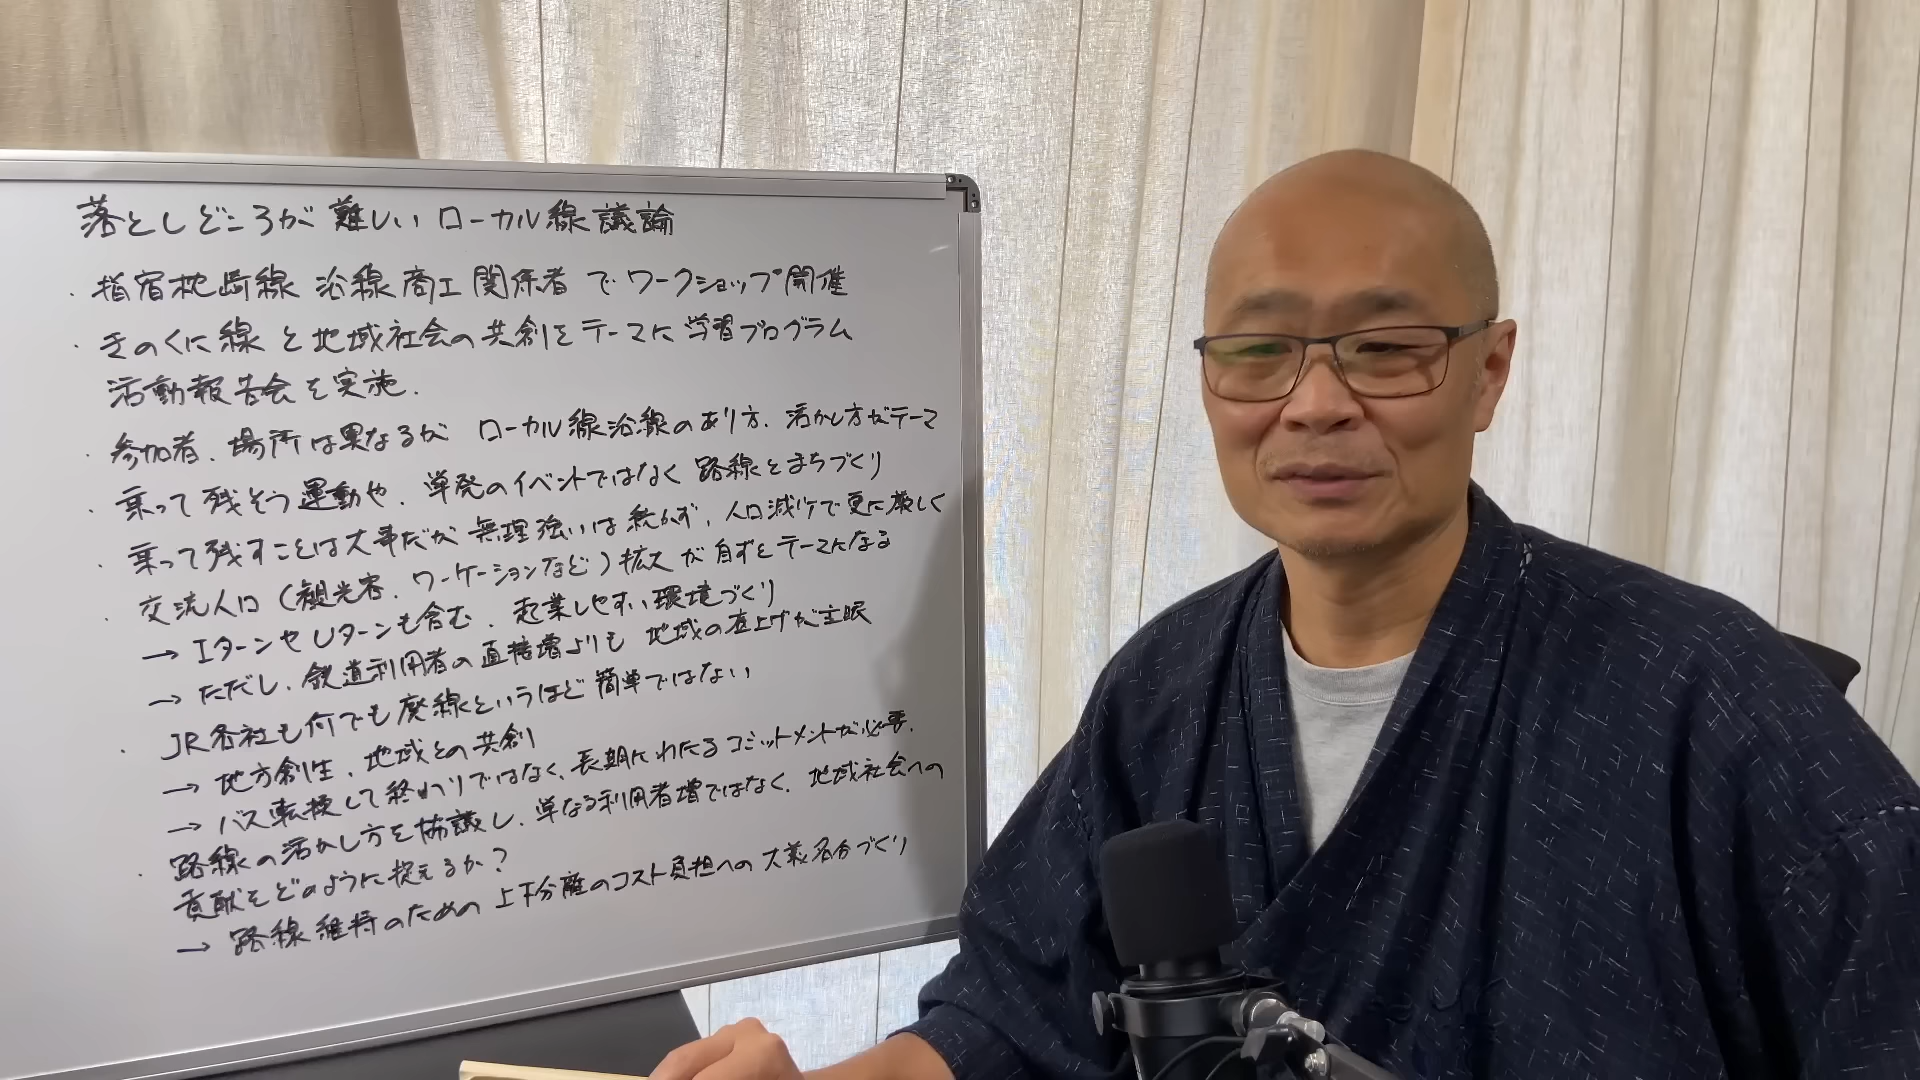 落としどころが難しいローカル線議論
・指宿枕崎線 沿線商工関係者でワークショップ開催
・きのくに線と地域社会の共創をテーマに学習プログラム
活動報告会を実施.
・参加者、場所は異なるが ローカル線沿線のあり方、活かし方がテーマ
・乗って残そう運動や、単発のイベントではなく路線とまちづくり
・乗って残すことは大事だが無理強いは続かず、人口減少で更に厳しく
・交流人口(観光客、ワーケーションなど)拡大が自ずとテーマになる
→ IターンやUターンも含む、起業しやすい環境づくり
→ ただし、鉄道利用者の直接増よりも 地域の底上げが主眼
・JR各社も何でも廃線というほど簡単ではない
→ 地方創生、地域との共創
→ バス転換して終わりではなく、長期にわたるコミットメントが必要.
・路線の活かし方を協議し、単なる利用者増ではなく、地域社会への
貢献をどのように捉えるか?
→ 路線維持のための上下分離のコスト負担への大義名分づくり